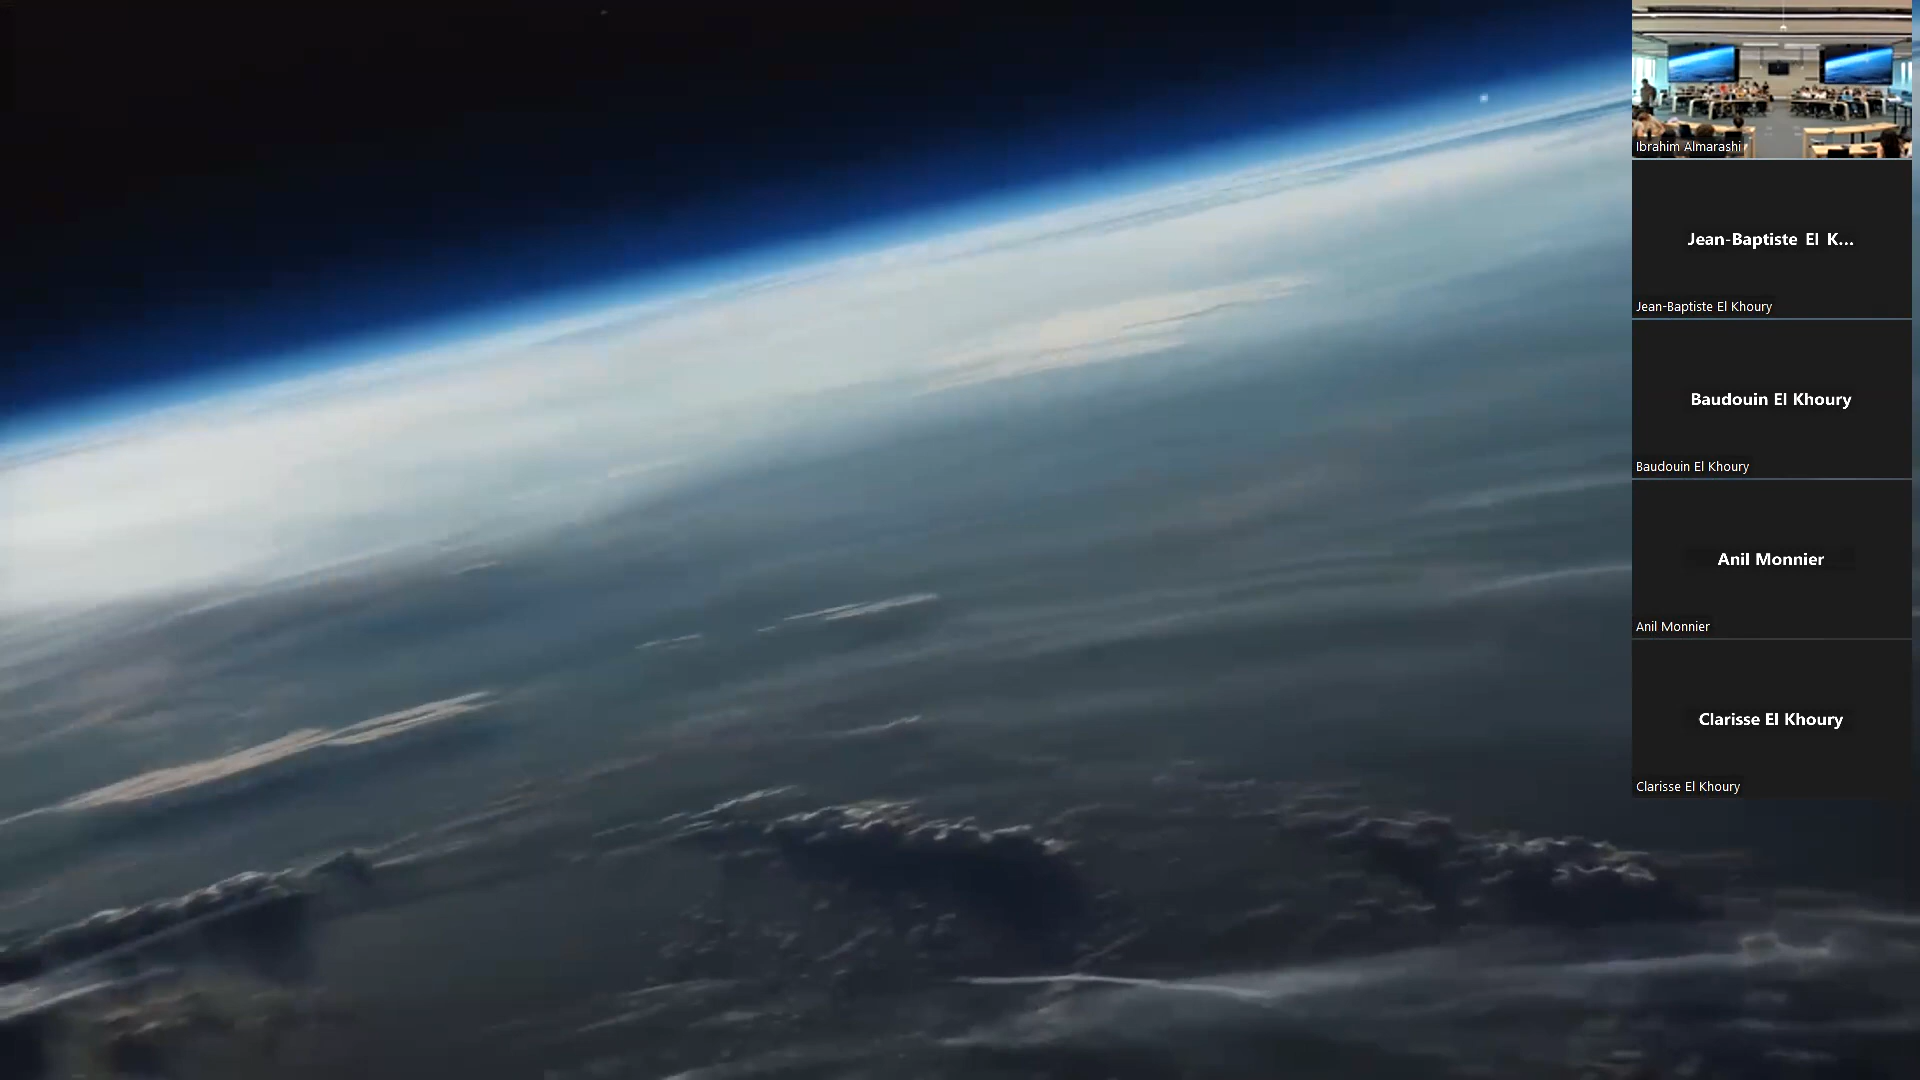 Ibrahim Almarashi
Jean-Baptiste El K...
Jean-Baptiste El Khoury
Baudouin El Khoury
Baudouin El Khoury
Anil Monnier
Anil Monnier
Clarisse El Khoury
Clarisse El Khoury